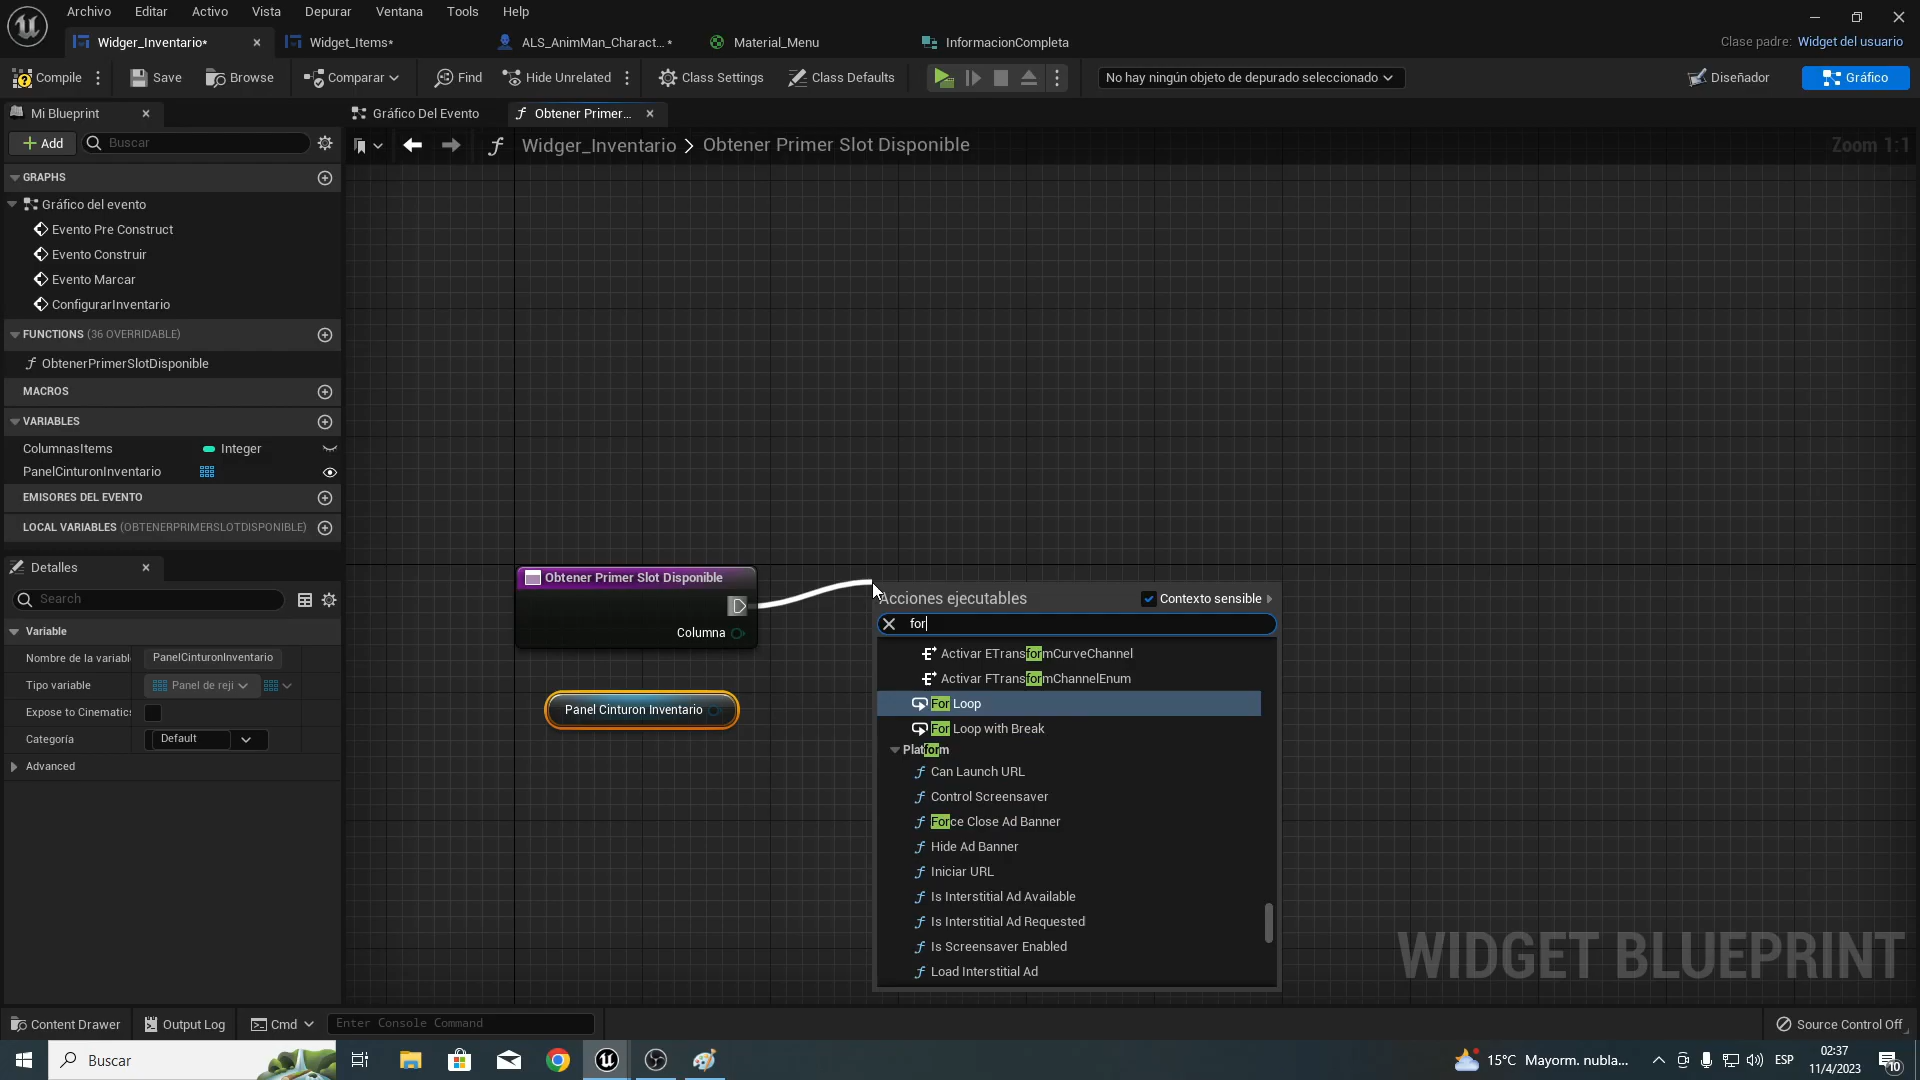 Archivo Editar Activo Vista Depurar Ventana Tools Help
Widger_Inventario* Widget_Items* ALS_AnimMan_Charact... * Material_Menu InformacionCompleta
Clase padre: Widget del usuario
Compile Save Browse Comparar Find Hide Unrelated Class Settings Class Defaults No hay ningún objeto de depurado seleccionado Diseñador Gráfico
Mi Blueprint Gráfico Del Evento Obtener Primer...
Add Buscar Widger_Inventario > Obtener Primer Slot Disponible Zoom 1:1
GRAPHS
Gráfico del evento
Evento Pre Construct
Evento Construir
Evento Marcar
ConfigurarInventario
FUNCTIONS (36 OVERRIDABLE)
ObtenerPrimerSlotDisponible
MACROS
VARIABLES
ColumnasItems Integer
PanelCinturonInventario
EMISORES DEL EVENTO
LOCAL VARIABLES (OBTENERPRIMERSLOTDISPONIBLE)
Detalles
Search
Variable
Nombre de la variabl PanelCinturonInventario
Tipo variable Panel de reji
Expose to Cinematics
Categoría Default
Advanced
Obtener Primer Slot Disponible
Columna
Panel Cinturon Inventario
Acciones ejecutables Contexto sensible
for
Activar ETransformCurveChannel
Activar FTransformChannelEnum
For Loop
For Loop with Break
Platform
Can Launch URL
Control Screensaver
Force Close Ad Banner
Hide Ad Banner
Iniciar URL
Is Interstitial Ad Available
Is Interstitial Ad Requested
Is Screensaver Enabled
Load Interstitial Ad
WIDGET BLUEPRINT
Content Drawer Output Log Cmd Enter Console Command Source Control Off
Buscar 15°C Mayorm. nubla... ESP 02:37
11/4/2023 10